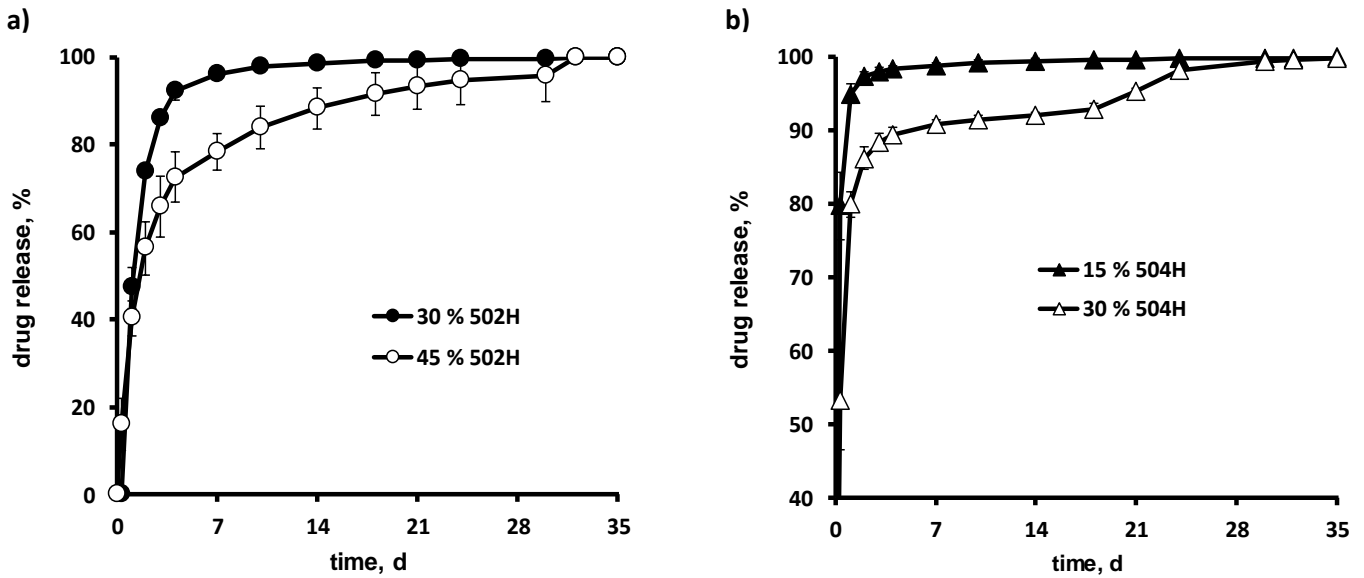 a)
drug release, %
100
80
60
40
20
0
0 7 14 21 28 35
time, d
30 % 502H
45 % 502H
b)
drug release, %
100
90
80
70
60
50
40
0 7 14 21 28 35
time, d
15 % 504H
30 % 504H